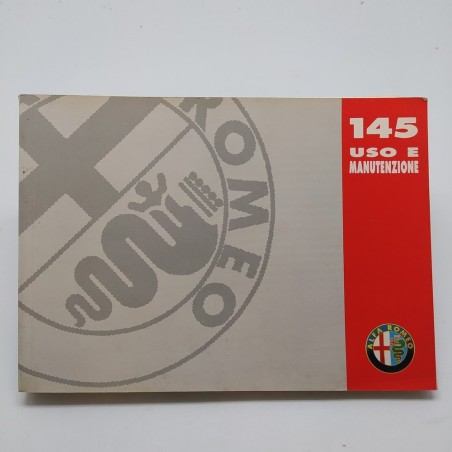 ROMEO
145
USO E
MANUTENZIONE
ALFA ROMEO